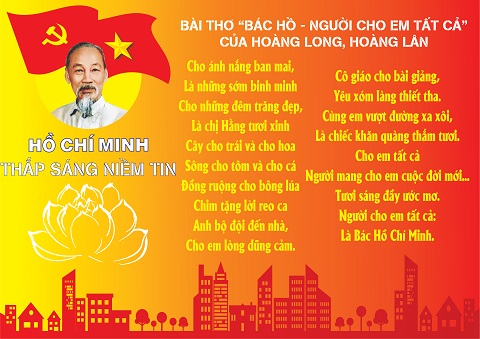 BÀI THƠ “BÁC HỒ - NGƯỜI CHO EM TẤT CẢ”
CỦA HOÀNG LONG, HOÀNG LÂN
HỒ CHÍ MINH
THẮP SÁNG NIỀM TIN
Cho ánh nắng ban mai,
Là những sớm bình minh
Cho những đêm trăng đẹp,
Là chị Hằng tươi xinh
Cây cho trái và cho hoa
Sông cho tôm và cho cá
Đồng ruộng cho bông lúa
Chim tặng lời reo ca
Anh bộ đội đến nhà,
Cho em lòng dũng cảm.
Cô giáo cho bài giảng,
Yêu xóm làng thiết tha.
Cùng em vượt đường xa xôi,
Là chiếc khăn quàng thắm tươi.
Cho em tất cả
Người mang cho em cuộc đời mới...
Tươi sáng đầy ước mơ.
Người cho em tất cả:
Là Bác Hồ Chí Minh.